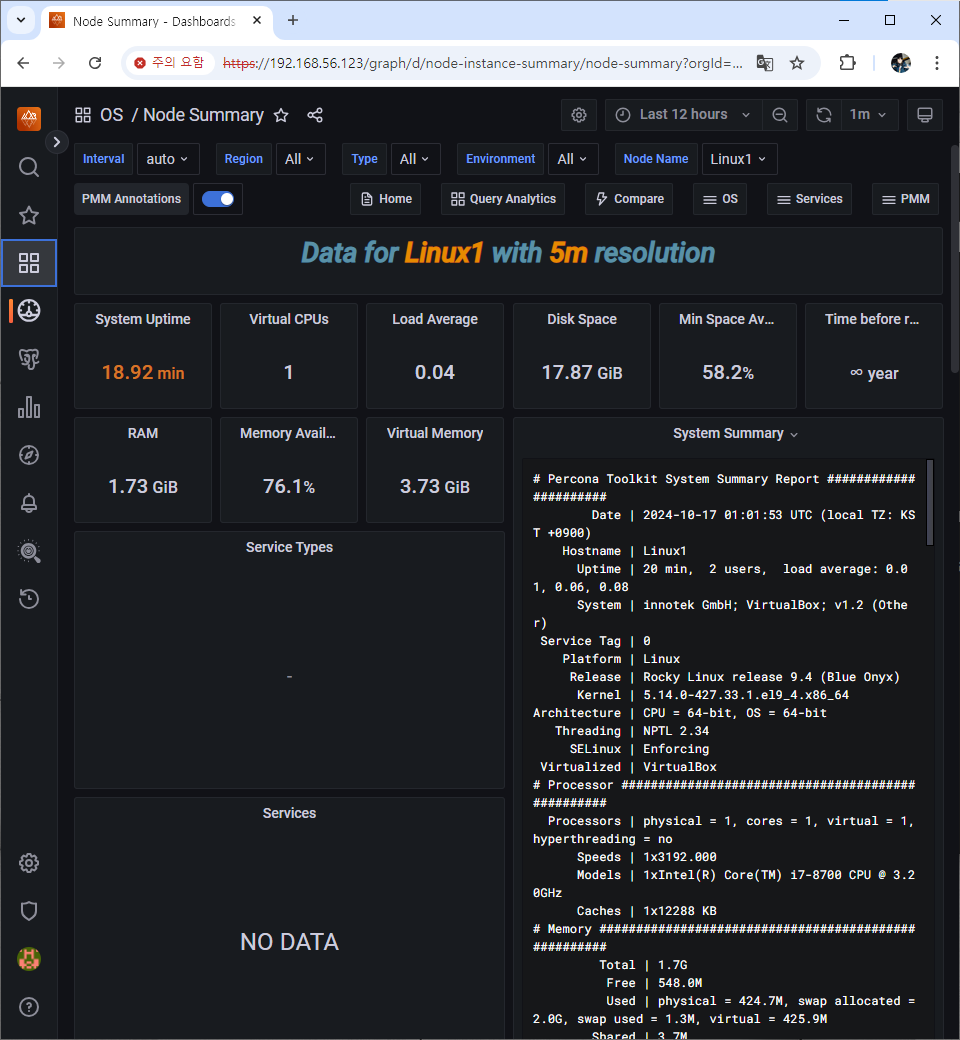 Node Summary - Dashboards
주의 요함
https://192.168.56.123/graph/d/node-instance-summary/node-summary?orgId=...
OS / Node Summary
Last 12 hours
1m
Interval
auto
Region
All
Type
All
Environment
All
Node Name
Linux1
PMM Annotations
Home
Query Analytics
Compare
OS
Services
PMM
Data for Linux1 with 5m resolution
System Uptime
18.92 min
Virtual CPUs
1
Load Average
0.04
Disk Space
17.87 GiB
Min Space Av...
58.2%
Time before r...
∞ year
RAM
1.73 GiB
Memory Avail...
76.1%
Virtual Memory
3.73 GiB
Service Types
-
Services
NO DATA
System Summary
# Percona Toolkit System Summary Report ############
##########
Date | 2024-10-17 01:01:53 UTC (local TZ: KS
T +0900)
Hostname | Linux1
Uptime | 20 min,  2 users,  load average: 0.0
1, 0.06, 0.08
System | innotek GmbH; VirtualBox; v1.2 (Othe
r)
Service Tag | 0
Platform | Linux
Release | Rocky Linux release 9.4 (Blue Onyx)
Kernel | 5.14.0-427.33.1.el9_4.x86_64
Architecture | CPU = 64-bit, OS = 64-bit
Threading | NPTL 2.34
SELinux | Enforcing
Virtualized | VirtualBox
# Processor ########################################
##########
Processors | physical = 1, cores = 1, virtual = 1,
hyperthreading = no
Speeds | 1x3192.000
Models | 1xIntel(R) Core(TM) i7-8700 CPU @ 3.2
0GHz
Caches | 1x12288 KB
# Memory ###########################################
##########
Total | 1.7G
Free | 548.0M
Used | physical = 424.7M, swap allocated =
2.0G, swap used = 1.3M, virtual = 425.9M
Shared | 3.7M